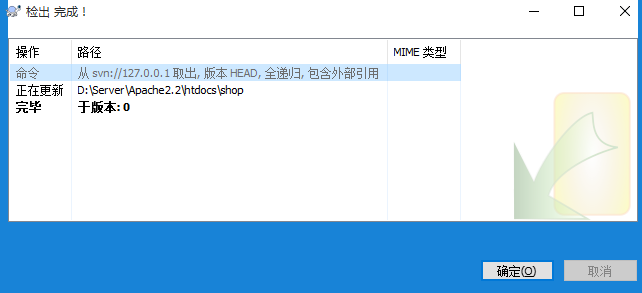 检出 完成！
操作 路径 MIME 类型
命令 从 svn://127.0.0.1 取出, 版本 HEAD, 全递归, 包含外部引用
正在更新 D:\Server\Apache2.2\htdocs\shop
完毕 于版本: 0
确定(O) 取消